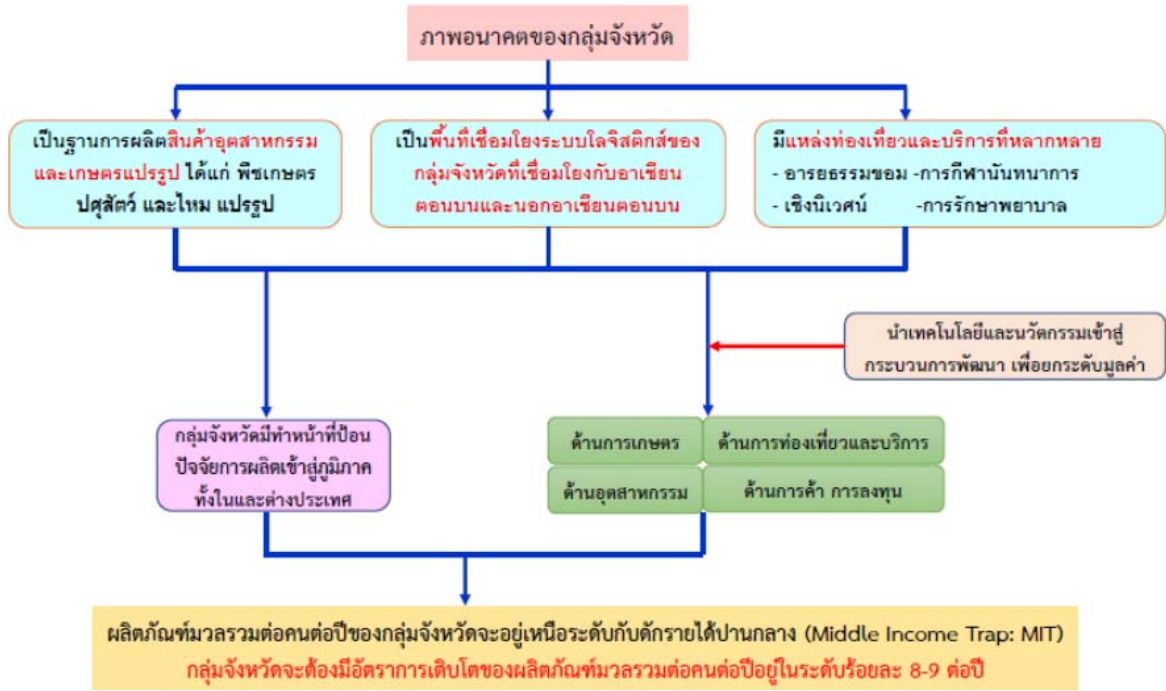 ภาพอนาคตของกลุ่มจังหวัด
เป็นฐานการผลิตสินค้าอุตสาหกรรม
และเกษตรแปรรูป ได้แก่ พืชเกษตร
ปศุสัตว์ และไหม แปรรูป
เป็นพื้นที่เชื่อมโยงระบบโลจิสติกส์ของ
กลุ่มจังหวัดที่เชื่อมโยงกับอาเซียน
ตอนบนและนอกอาเซียนตอนบน
มีแหล่งท่องเที่ยวและบริการที่หลากหลาย
- อารยธรรมขอม -การกีฬานันทนาการ
- เชิงนิเวศน์ -การรักษาพยาบาล
นำเทคโนโลยีและนวัตกรรมเข้าสู่
กระบวนการพัฒนา เพื่อยกระดับมูลค่า
กลุ่มจังหวัดมีทำหน้าที่ป้อน
ปัจจัยการผลิตเข้าสู่ภูมิภาค
ทั้งในและต่างประเทศ
ด้านการเกษตร
ด้านการท่องเที่ยวและบริการ
ด้านอุตสาหกรรม
ด้านการค้า การลงทุน
ผลิตภัณฑ์มวลรวมต่อคนต่อปีของกลุ่มจังหวัดจะอยู่เหนือระดับกับดักรายได้ปานกลาง (Middle Income Trap: MIT)
กลุ่มจังหวัดจะต้องมีอัตราการเติบโตของผลิตภัณฑ์มวลรวมต่อคนต่อปีอยู่ในระดับร้อยละ 8-9 ต่อปี